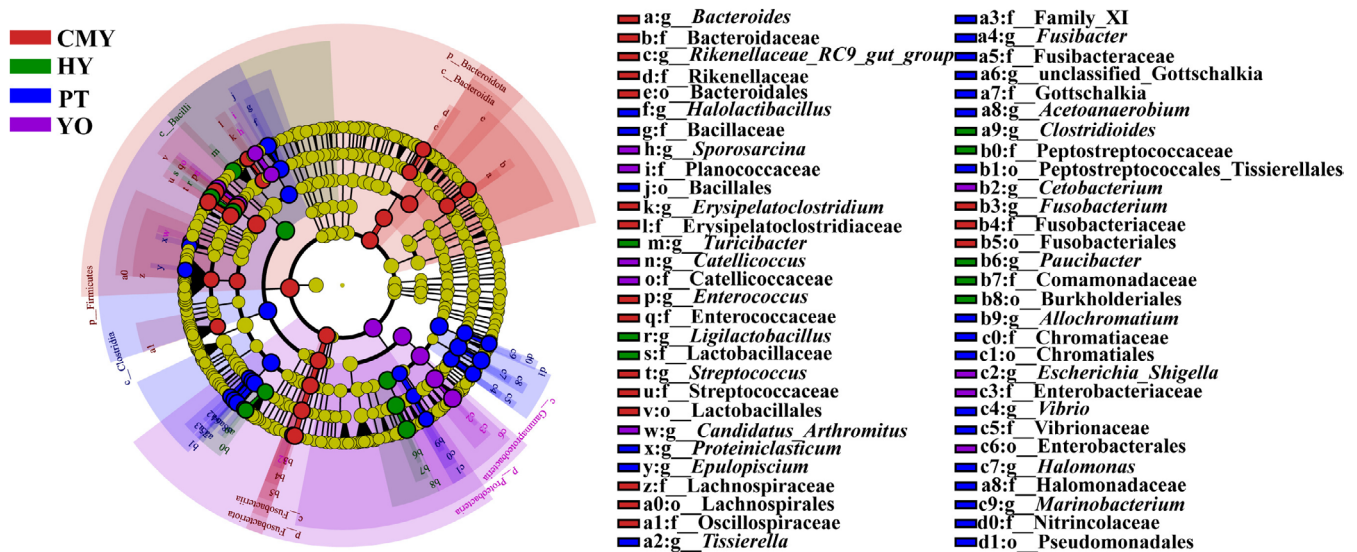 CMY
HY
PT
YO
p__Bacteroidota
c__Bacteroidia
c__Bacilli
p__Firmicutes
c__Clostridia
c__Fusobacteriia
p__Fusobacteriota
p__Proteobacteria
c__Gammaproteobacteria
a:g__Bacteroides
b:f__Bacteroidaceae
c:g__Rikenellaceae_RC9_gut_group
d:f__Rikenellaceae
e:o__Bacteroidales
f:g__Halolactibacillus
g:f__Bacillaceae
h:g__Sporosarcina
i:f__Planococcaceae
j:o__Bacillales
k:g__Erysipelatoclostridium
l:f__Erysipelatoclostridiaceae
m:g__Turicibacter
n:g__Catellicoccus
o:f__Catellicoccaceae
p:g__Enterococcus
q:f__Enterococcaceae
r:g__Ligilactobacillus
s:f__Lactobacillaceae
t:g__Streptococcus
u:f__Streptococcaceae
v:o__Lactobacillales
w:g__Candidatus_Arthromitus
x:g__Proteiniclasticum
y:g__Epulopiscium
z:f__Lachnospiraceae
a0:o__Lachnospirales
a1:f__Oscillospiraceae
a2:g__Tissierella
a3:f__Family_XI
a4:g__Fusibacter
a5:f__Fusibacteraceae
a6:g__unclassified_Gottschalkia
a7:f__Gottschalkia
a8:g__Acetoanaerobium
a9:g__Clostridioides
b0:f__Peptostreptococcaceae
b1:o__Peptostreptococcales_Tissierellales
b2:g__Cetobacterium
b3:g__Fusobacterium
b4:f__Fusobacteriaceae
b5:o__Fusobacteriales
b6:g__Paucibacter
b7:f__Comamonadaceae
b8:o__Burkholderiales
b9:g__Allochromatium
c0:f__Chromatiaceae
c1:o__Chromatiales
c2:g__Escherichia_Shigella
c3:f__Enterobacteriaceae
c4:g__Vibrio
c5:f__Vibrionaceae
c6:o__Enterobacterales
c7:g__Halomonas
a8:f__Halomonadaceae
c9:g__Marinobacterium
d0:f__Nitrincolaceae
d1:o__Pseudomonadales